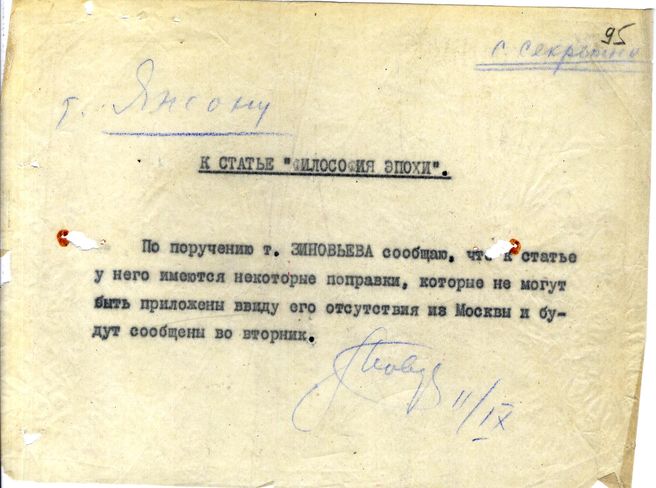 95
с. секретно
т. Янсону
К СТАТЬЕ "ФИЛОСОФИЯ ЭПОХИ".
По поручению т. ЗИНОВЬЕВА сообщаю, что к статье
у него имеются некоторые поправки, которые не могут
быть приложены ввиду его отсутствия из Москвы и бу-
дут сообщены во вторник.
11/IX